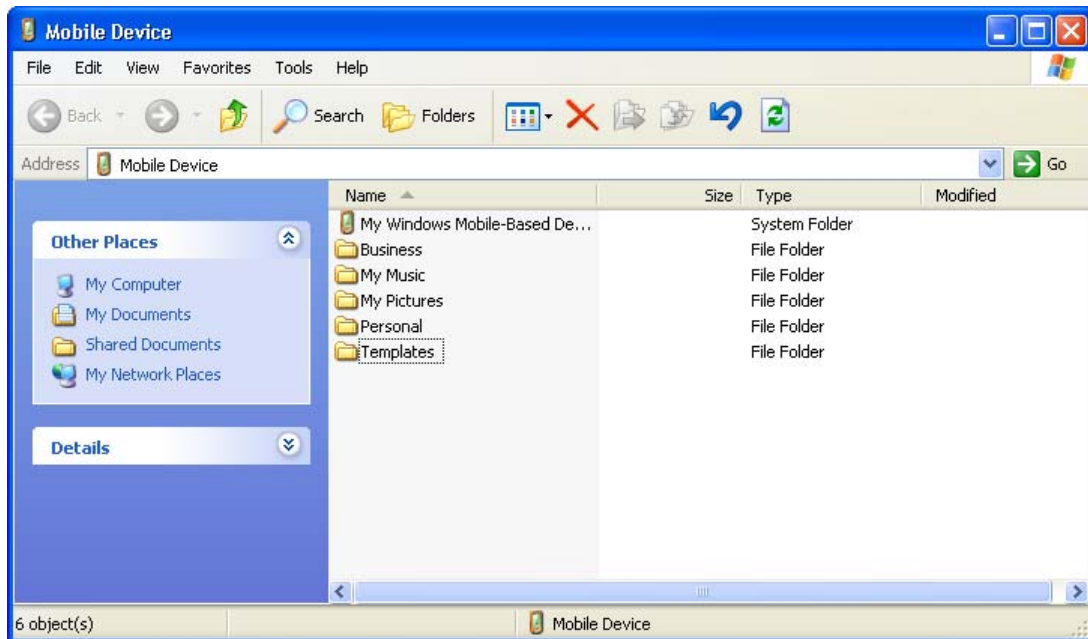 Mobile Device
File Edit View Favorites Tools Help
Back Search Folders
Address Mobile Device Go
Name Size Type Modified
My Windows Mobile-Based De... System Folder
Business File Folder
My Music File Folder
My Pictures File Folder
Personal File Folder
Templates File Folder
Other Places
My Computer
My Documents
Shared Documents
My Network Places
Details
6 object(s) Mobile Device